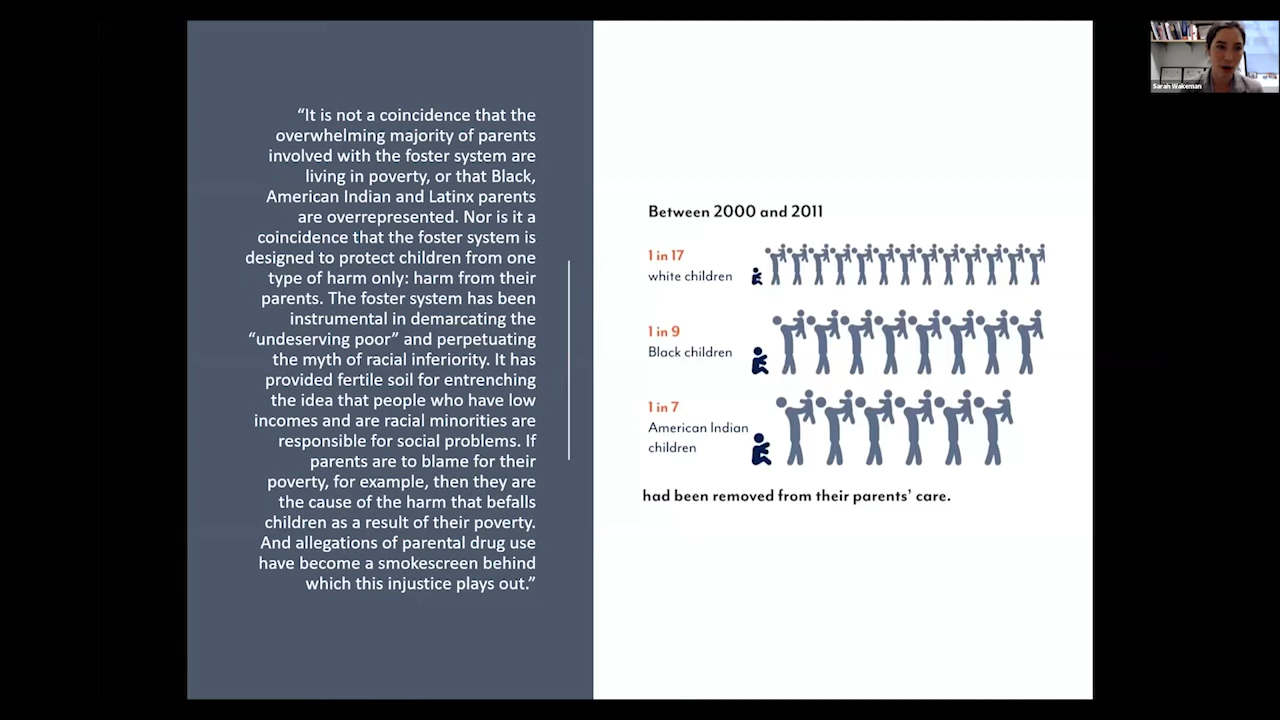 “It is not a coincidence that the
overwhelming majority of parents
involved with the foster system are
living in poverty, or that Black,
American Indian and Latinx parents
are overrepresented. Nor is it a
coincidence that the foster system is
designed to protect children from one
type of harm only: harm from their
parents. The foster system has been
instrumental in demarcating the
“undeserving poor” and perpetuating
the myth of racial inferiority. It has
provided fertile soil for entrenching
the idea that people who have low
incomes and are racial minorities are
responsible for social problems. If
parents are to blame for their
poverty, for example, then they are
the cause of the harm that befalls
children as a result of their poverty.
And allegations of parental drug use
have become a smokescreen behind
which this injustice plays out.”
Between 2000 and 2011
1 in 17
white children
1 in 9
Black children
1 in 7
American Indian
children
had been removed from their parents’ care.
Sarah Wakeman